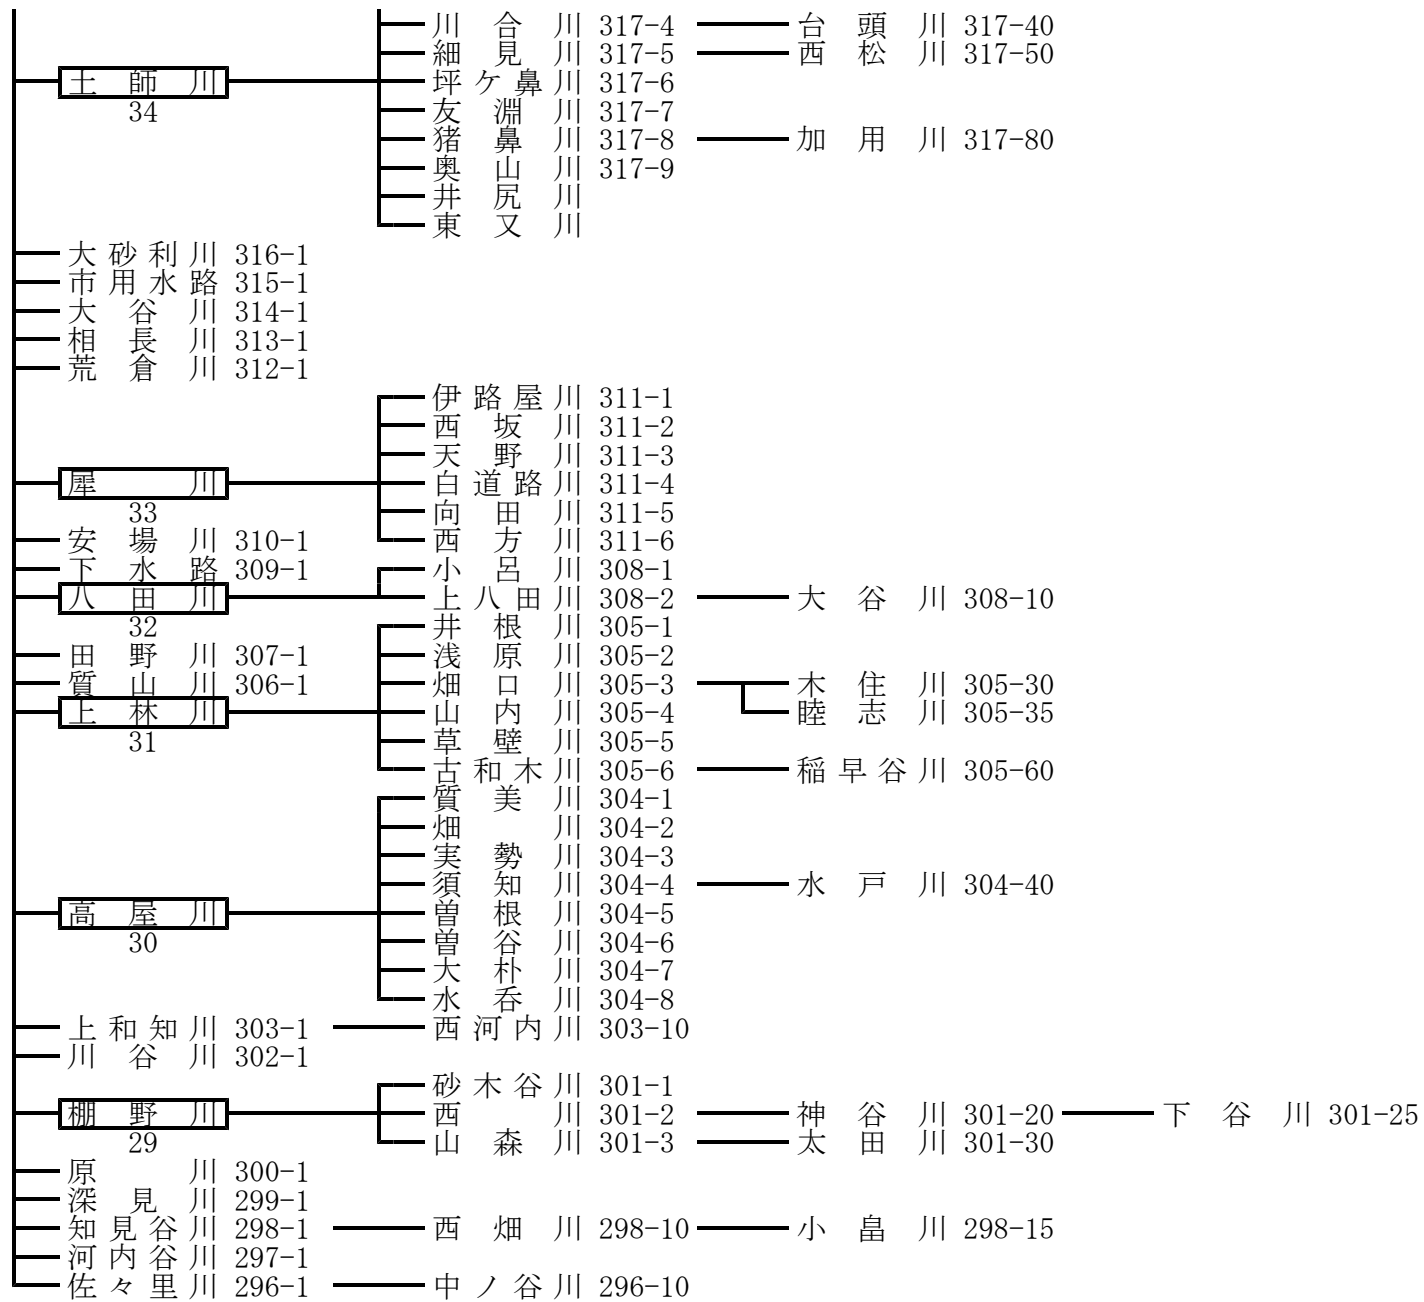 川合川 317-4 台頭川 317-40
細見川 317-5 西松川 317-50
土師川 坪ケ鼻川 317-6
34 友淵川 317-7
猪鼻川 317-8 加用川 317-80
奥山川 317-9
井尻川
東又川
大砂利川 316-1
市用水路 315-1
大谷川 314-1
相長川 313-1
荒倉川 312-1
伊路屋川 311-1
西坂川 311-2
天野川 311-3
犀川 白道路川 311-4
33 向田川 311-5
安場川 310-1 西方川 311-6
下水路 309-1 小呂川 308-1
八田川 上八田川 308-2 大谷川 308-10
32 井根川 305-1
田野川 307-1 浅原川 305-2
質山川 306-1 畑口川 305-3 木住川 305-30
上林川 山内川 305-4 睦志川 305-35
31 草壁川 305-5
古和木川 305-6 稲早谷川 305-60
質美川 304-1
畑川 304-2
実勢川 304-3
須知川 304-4 水戸川 304-40
高屋川 曽根川 304-5
30 曽谷川 304-6
大朴川 304-7
水呑川 304-8
上和知川 303-1 西河内川 303-10
川谷川 302-1
砂木谷川 301-1
棚野川 西川 301-2 神谷川 301-20 下谷川 301-25
29 山森川 301-3 太田川 301-30
原川 300-1
深見川 299-1
知見谷川 298-1 西畑川 298-10 小畠川 298-15
河内谷川 297-1
佐々里川 296-1 中ノ谷川 296-10